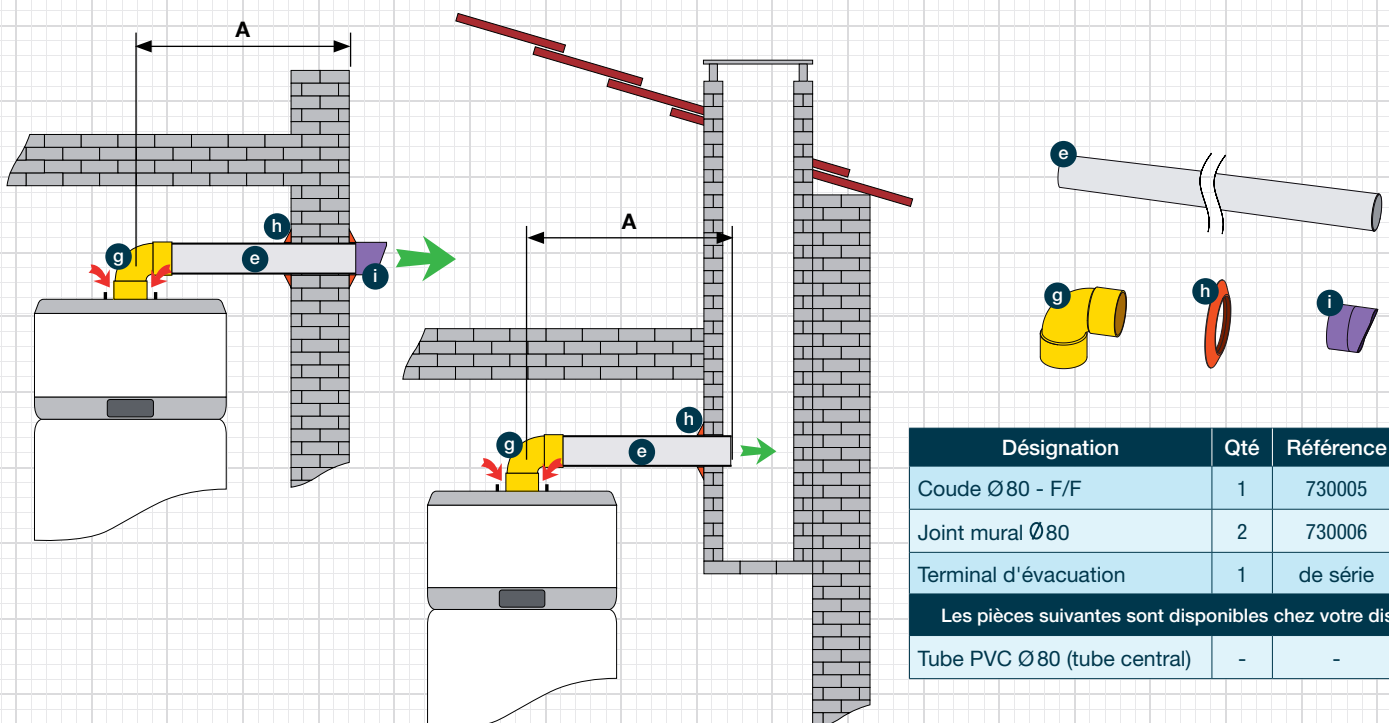 A
h
g
e
i
A
h
g
e
e
g
h
i
Désignation Qté Référence
Coude Ø80 - F/F 1 730005
Joint mural Ø80 2 730006
Terminal d'évacuation 1 de série
Les pièces suivantes sont disponibles chez votre dis
Tube PVC Ø80 (tube central) - -